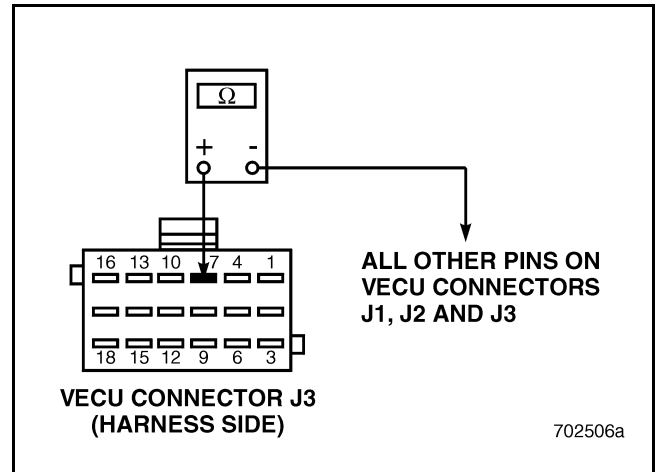 Ω
+ -
16 13 10 7 4 1
18 15 12 9 6 3
ALL OTHER PINS ON
VECU CONNECTORS
J1, J2 AND J3
VECU CONNECTOR J3
(HARNESS SIDE)
702506a